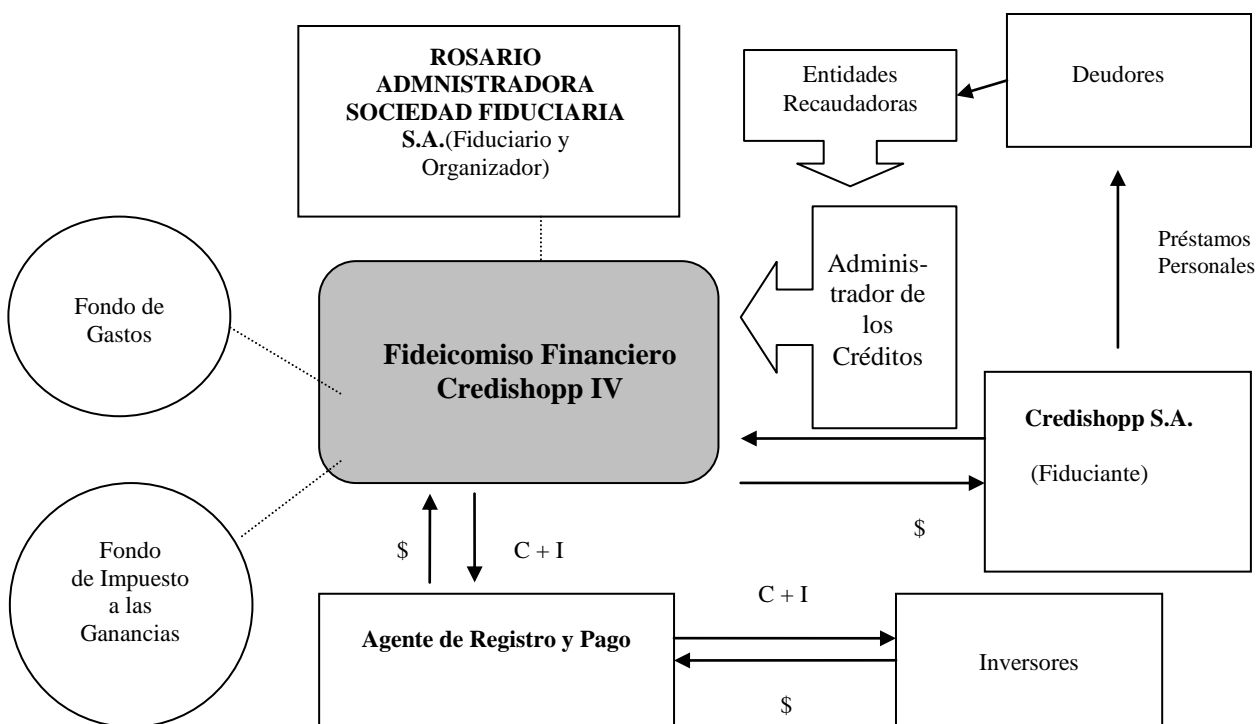 ROSARIO
ADMNISTRADORA
SOCIEDAD FIDUCIARIA
S.A.(Fiduciario y
Organizador)
Entidades
Recaudadoras
Deudores
Préstamos
Personales
Adminis-
trador de
los
Créditos
Fondo de
Gastos
Fideicomiso Financiero
Credishopp IV
Credishopp S.A.
(Fiduciante)
$
Fondo
de Impuesto
a las
Ganancias
$
C + I
Agente de Registro y Pago
C + I
$
Inversores